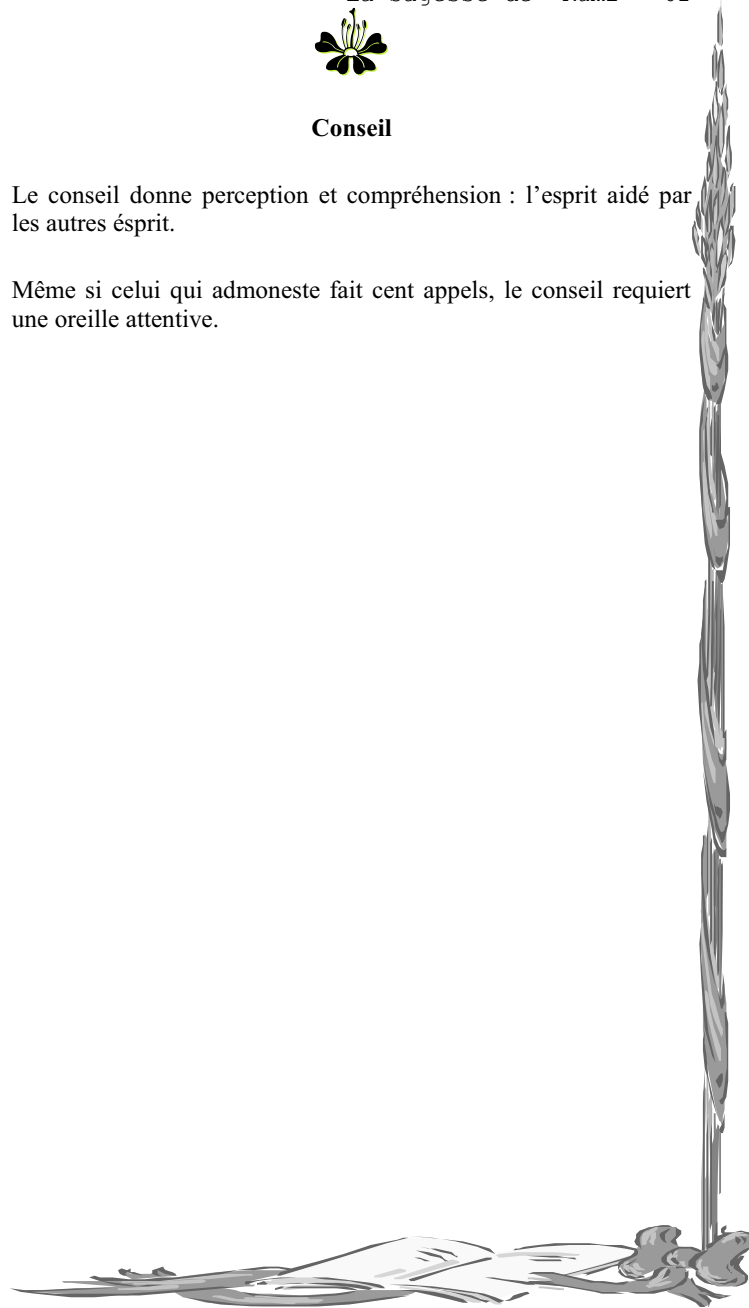 Conseil
Le conseil donne perception et compréhension : l’esprit aidé par
les autres ésprit.
Même si celui qui admoneste fait cent appels, le conseil requiert
une oreille attentive.